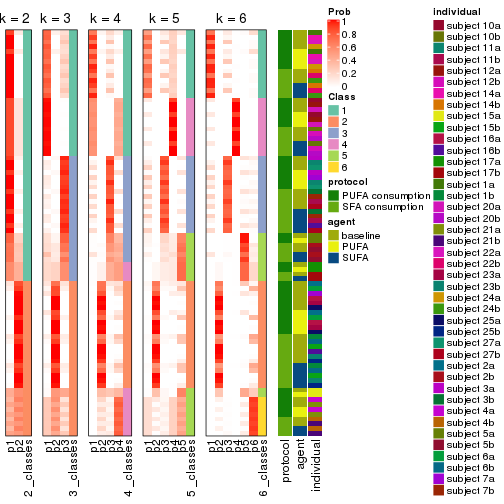 k = 2
k = 3
k = 4
k = 5
k = 6
p1
p2
2_classes
p1
p2
p3
3_classes
p1
p2
p3
p4
4_classes
p1
p2
p3
p4
p5
5_classes
p1
p2
p3
p4
p5
p6
6_classes
protocol
agent
individual
Prob
1
0.8
0.6
0.4
0.2
0
Class
1
2
3
4
5
6
protocol
PUFA consumption
SFA consumption
agent
baseline
PUFA
SUFA
individual
subject 10a
subject 10b
subject 11a
subject 11b
subject 12a
subject 12b
subject 14a
subject 14b
subject 15a
subject 15b
subject 16a
subject 16b
subject 17a
subject 17b
subject 1a
subject 1b
subject 20a
subject 20b
subject 21a
subject 21b
subject 22a
subject 22b
subject 23a
subject 23b
subject 24a
subject 24b
subject 25a
subject 25b
subject 27a
subject 27b
subject 2a
subject 2b
subject 3a
subject 3b
subject 4a
subject 4b
subject 5a
subject 5b
subject 6a
subject 6b
subject 7a
subject 7b